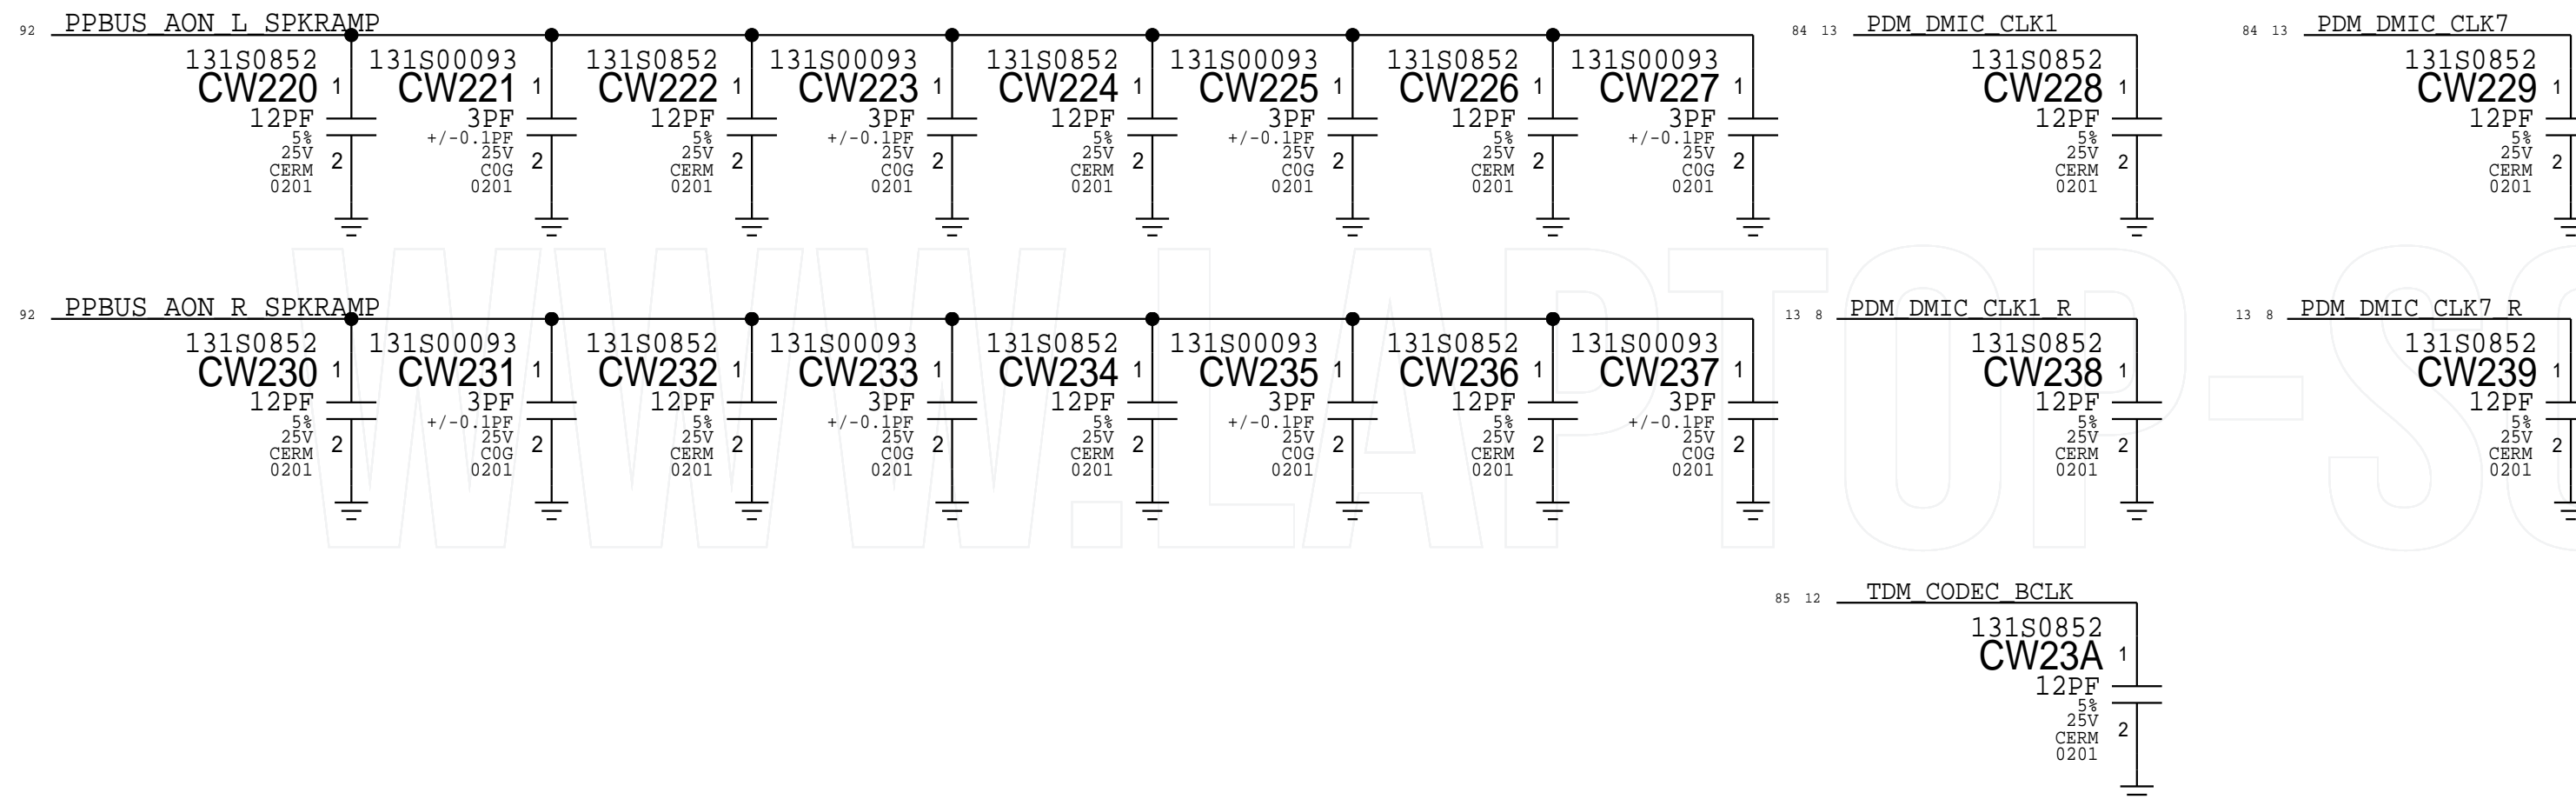 92 PPBUS_AON_L_SPKRAMP 84 13 PDM_DMIC_CLK1 84 13 PDM_DMIC_CLK7
131S0852 131S00093 131S0852 131S00093 131S0852 131S00093 131S0852 131S00093 131S0852 131S0852
CW220 1 CW221 1 CW222 1 CW223 1 CW224 1 CW225 1 CW226 1 CW227 1 CW228 1 CW229 1
12PF 3PF 12PF 3PF 12PF 3PF 12PF 3PF 12PF 12PF
5% +/-0.1PF 5% +/-0.1PF 5% +/-0.1PF 5% +/-0.1PF 5% 5%
25V 2 25V 2 25V 2 25V 2 25V 2 25V 2 25V 2 25V 2 25V 2 25V 2
CERM C0G CERM C0G CERM C0G CERM C0G CERM CERM
0201 0201 0201 0201 0201 0201 0201 0201 0201 0201
92 PPBUS_AON_R_SPKRAMP 13 8 PDM_DMIC_CLK1_R 13 8 PDM_DMIC_CLK7_R
131S0852 131S00093 131S0852 131S00093 131S0852 131S00093 131S0852 131S00093 131S0852 131S0852
CW230 1 CW231 1 CW232 1 CW233 1 CW234 1 CW235 1 CW236 1 CW237 1 CW238 1 CW239 1
12PF 3PF 12PF 3PF 12PF 3PF 12PF 3PF 12PF 12PF
5% +/-0.1PF 5% +/-0.1PF 5% +/-0.1PF 5% +/-0.1PF 5% 5%
25V 2 25V 2 25V 2 25V 2 25V 2 25V 2 25V 2 25V 2 25V 2 25V 2
CERM C0G CERM C0G CERM C0G CERM C0G CERM CERM
0201 0201 0201 0201 0201 0201 0201 0201 0201 0201
WWW.LAPTOP-S
85 12 TDM_CODEC_BCLK
131S0852
CW23A 1
12PF
5%
25V 2
CERM
0201